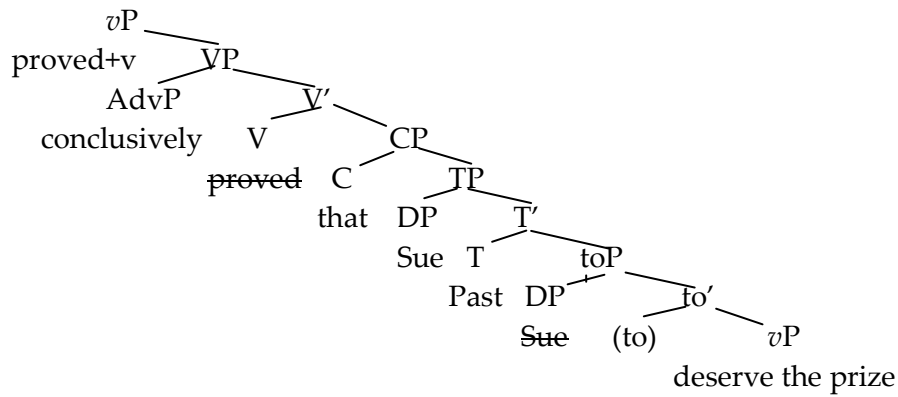 vP
proved+v VP
AdvP V’
conclusively V CP
proved C TP
that DP T’
Sue T toP
Past DP to’
Sue (to) vP
deserve the prize